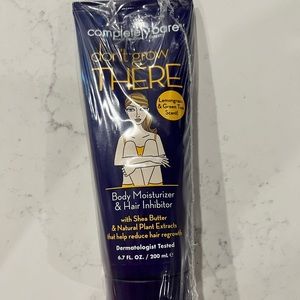 completely bare
don't grow
THERE
Lemongrass
& Green Tea
Scent!
Body Moisturizer
& Hair Inhibitor
with Shea Butter
& Natural Plant Extracts
that help reduce hair regrowth
Dermatologist Tested
6.7 FL. OZ. / 200 mL e